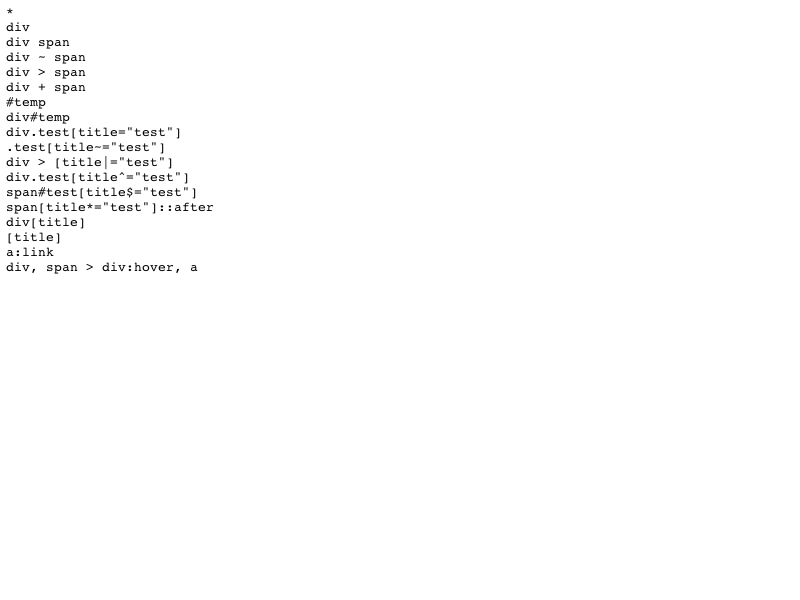 *
div
div span
div ~ span
div > span
div + span
#temp
div#temp
div.test[title="test"]
.test[title~="test"]
div > [title|="test"]
div.test[title^="test"]
span#test[title$="test"]
span[title*="test"]::after
div[title]
[title]
a:link
div, span > div:hover, a